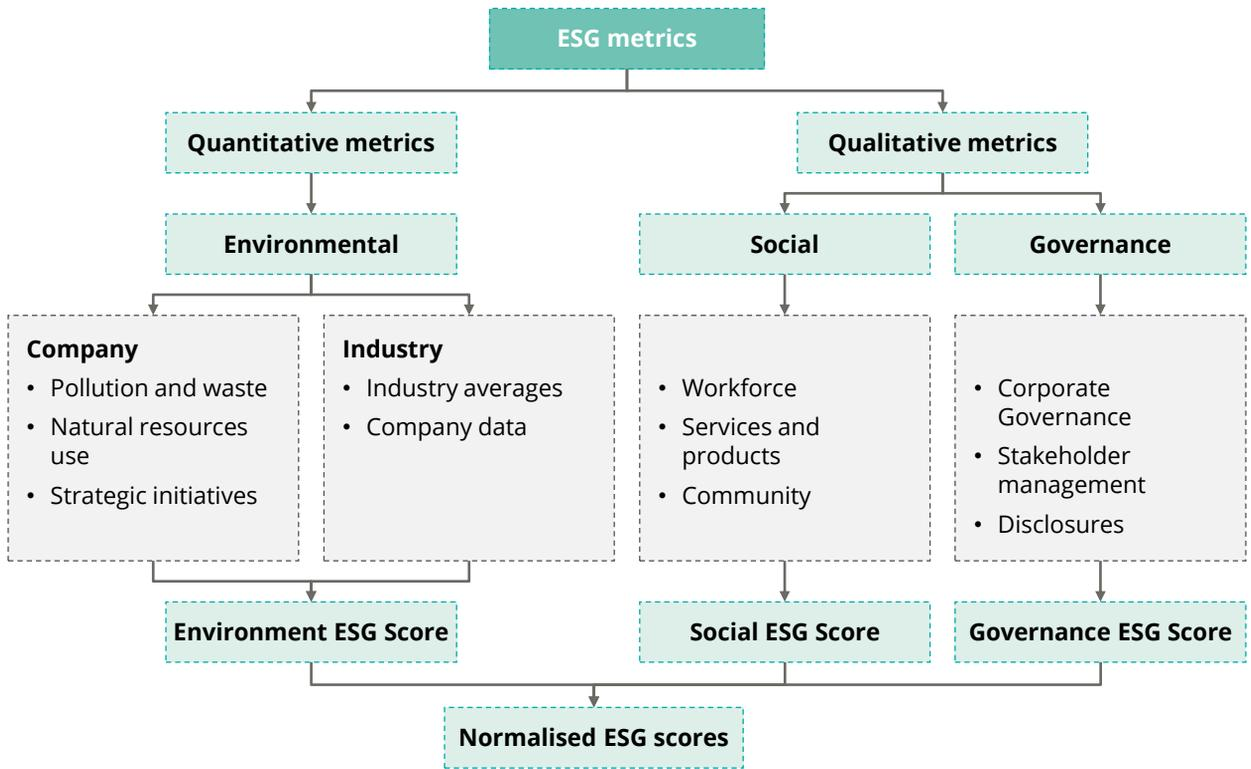 ESG metrics
Quantitative metrics
Qualitative metrics
Environmental
Social
Governance
Company
• Pollution and waste
• Natural resources
use
• Strategic initiatives
Industry
• Industry averages
• Company data
• Workforce
• Services and
products
• Community
• Corporate
Governance
• Stakeholder
management
• Disclosures
Environment ESG Score
Social ESG Score
Governance ESG Score
Normalised ESG scores